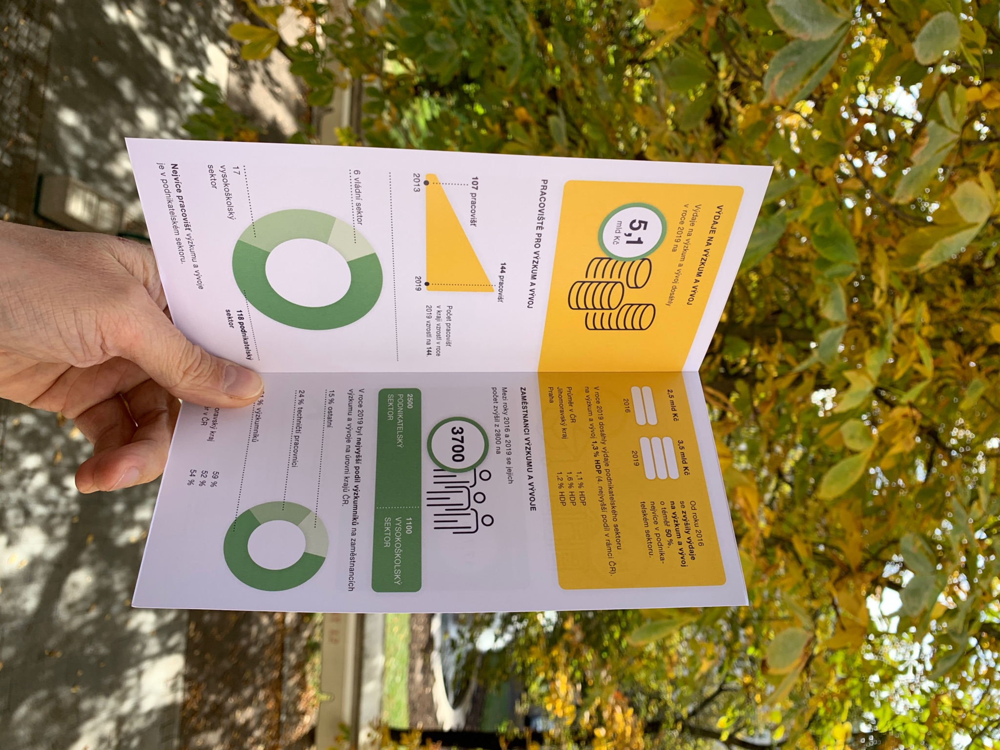 VÝDAJE NA VÝZKUM A VÝVOJ
Výdaje na výzkum a vývoj dosáhly
v roce 2019 na
5,1
mld Kč
PRACOVIŠTĚ PRO VÝZKUM A VÝVOJ
107 pracovišť
144 pracovišť
2013
2019
Počet pracovišť
v kraji vzrostl v roce
2019 vzrostl na 144.
6 vládní sektor
17
vysokoškolský
sektor
118 podnikatelský
sektor
Nejvíce pracovišť výzkumu a vývoje
je v podnikatelském sektoru.
2,5 mld Kč
2016
3,5 mld Kč
2019
Od roku 2016
se zvýšily výdaje
na výzkum a vývoj
o téměř 50 %,
nejvíce v podnika-
telském sektoru.
V roce 2019 dosáhly výdaje podnikatelského sektoru
na výzkum a vývoj 1,3 % HDP (4. nejvyšší podíl v rámci ČR).
Průměr v ČR 1,1 % HDP
Jihomoravský kraj 1,6 % HDP
Praha 1,2 % HDP
ZAMĚSTNANCI VÝZKUMU A VÝVOJE
Mezi roky 2016 a 2019 se jejich
počet zvýšil z 2800 na
3700
2500
PODNIKATELSKÝ
SEKTOR
1100
VYSOKOŠKOLSKÝ
SEKTOR
V roce 2019 byl nejvyšší podíl výzkumníků na zaměstnancích
výzkumu a vývoje na úrovni krajů ČR.
15 % ostatní
24 % techničtí pracovníci
% výzkumníků
59 %
kraj 52 %
v ČR 54 %